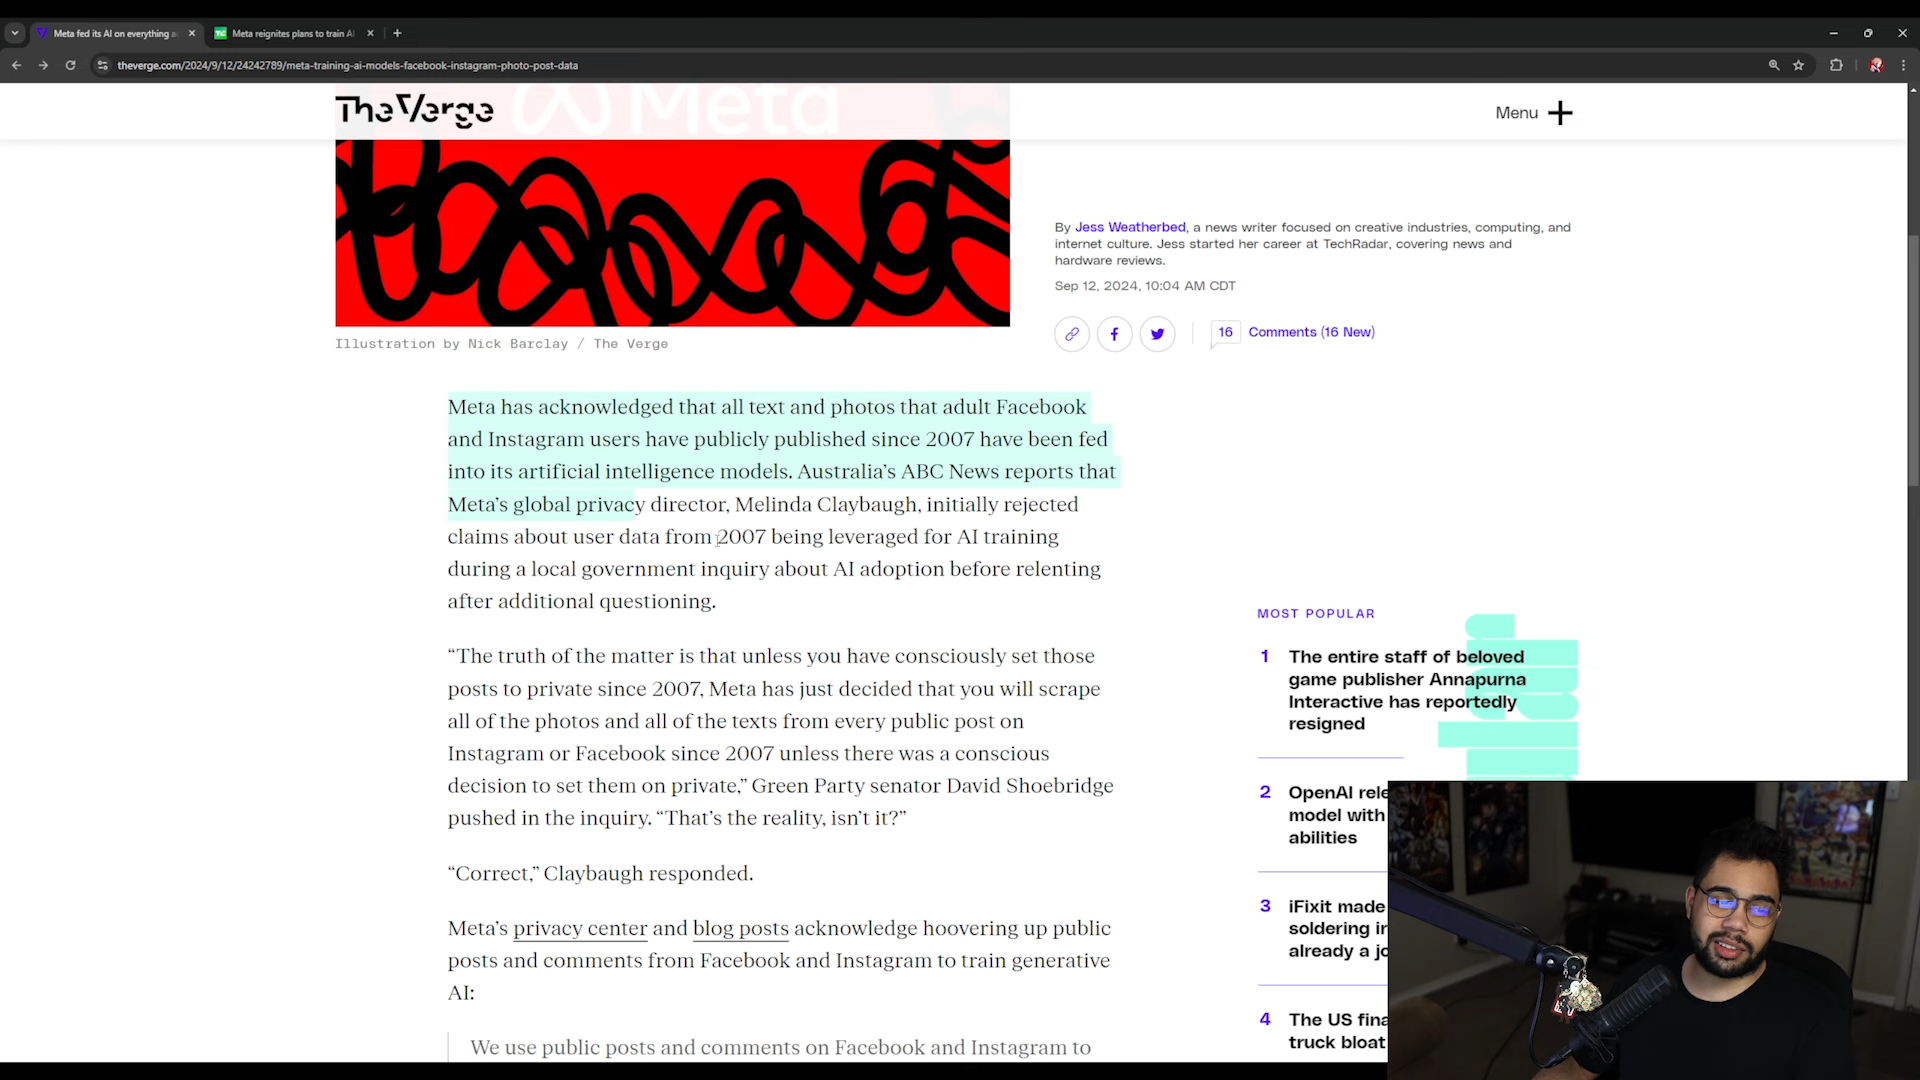 Meta fed its AI on everything a
Meta reignites plans to train AI
theverge.com/2024/9/12/24242789/meta-training-ai-models-facebook-instagram-photo-post-data
Meta
The Verge
Menu
By Jess Weatherbed, a news writer focused on creative industries, computing, and
internet culture. Jess started her career at TechRadar, covering news and
hardware reviews.
Sep 12, 2024, 10:04 AM CDT
16 Comments (16 New)
Illustration by Nick Barclay / The Verge
Meta has acknowledged that all text and photos that adult Facebook
and Instagram users have publicly published since 2007 have been fed
into its artificial intelligence models. Australia’s ABC News reports that
Meta’s global privacy director, Melinda Claybaugh, initially rejected
claims about user data from 2007 being leveraged for AI training
during a local government inquiry about AI adoption before relenting
after additional questioning.
“The truth of the matter is that unless you have consciously set those
posts to private since 2007, Meta has just decided that you will scrape
all of the photos and all of the texts from every public post on
Instagram or Facebook since 2007 unless there was a conscious
decision to set them on private,” Green Party senator David Shoebridge
pushed in the inquiry. “That’s the reality, isn’t it?”
“Correct,” Claybaugh responded.
Meta’s privacy center and blog posts acknowledge hoovering up public
posts and comments from Facebook and Instagram to train generative
AI:
We use public posts and comments on Facebook and Instagram to
MOST POPULAR
1 The entire staff of beloved
game publisher Annapurna
Interactive has reportedly
resigned
2 OpenAI rele
model with
abilities
3 iFixit made
soldering ir
already a jo
4 The US fina
truck bloat